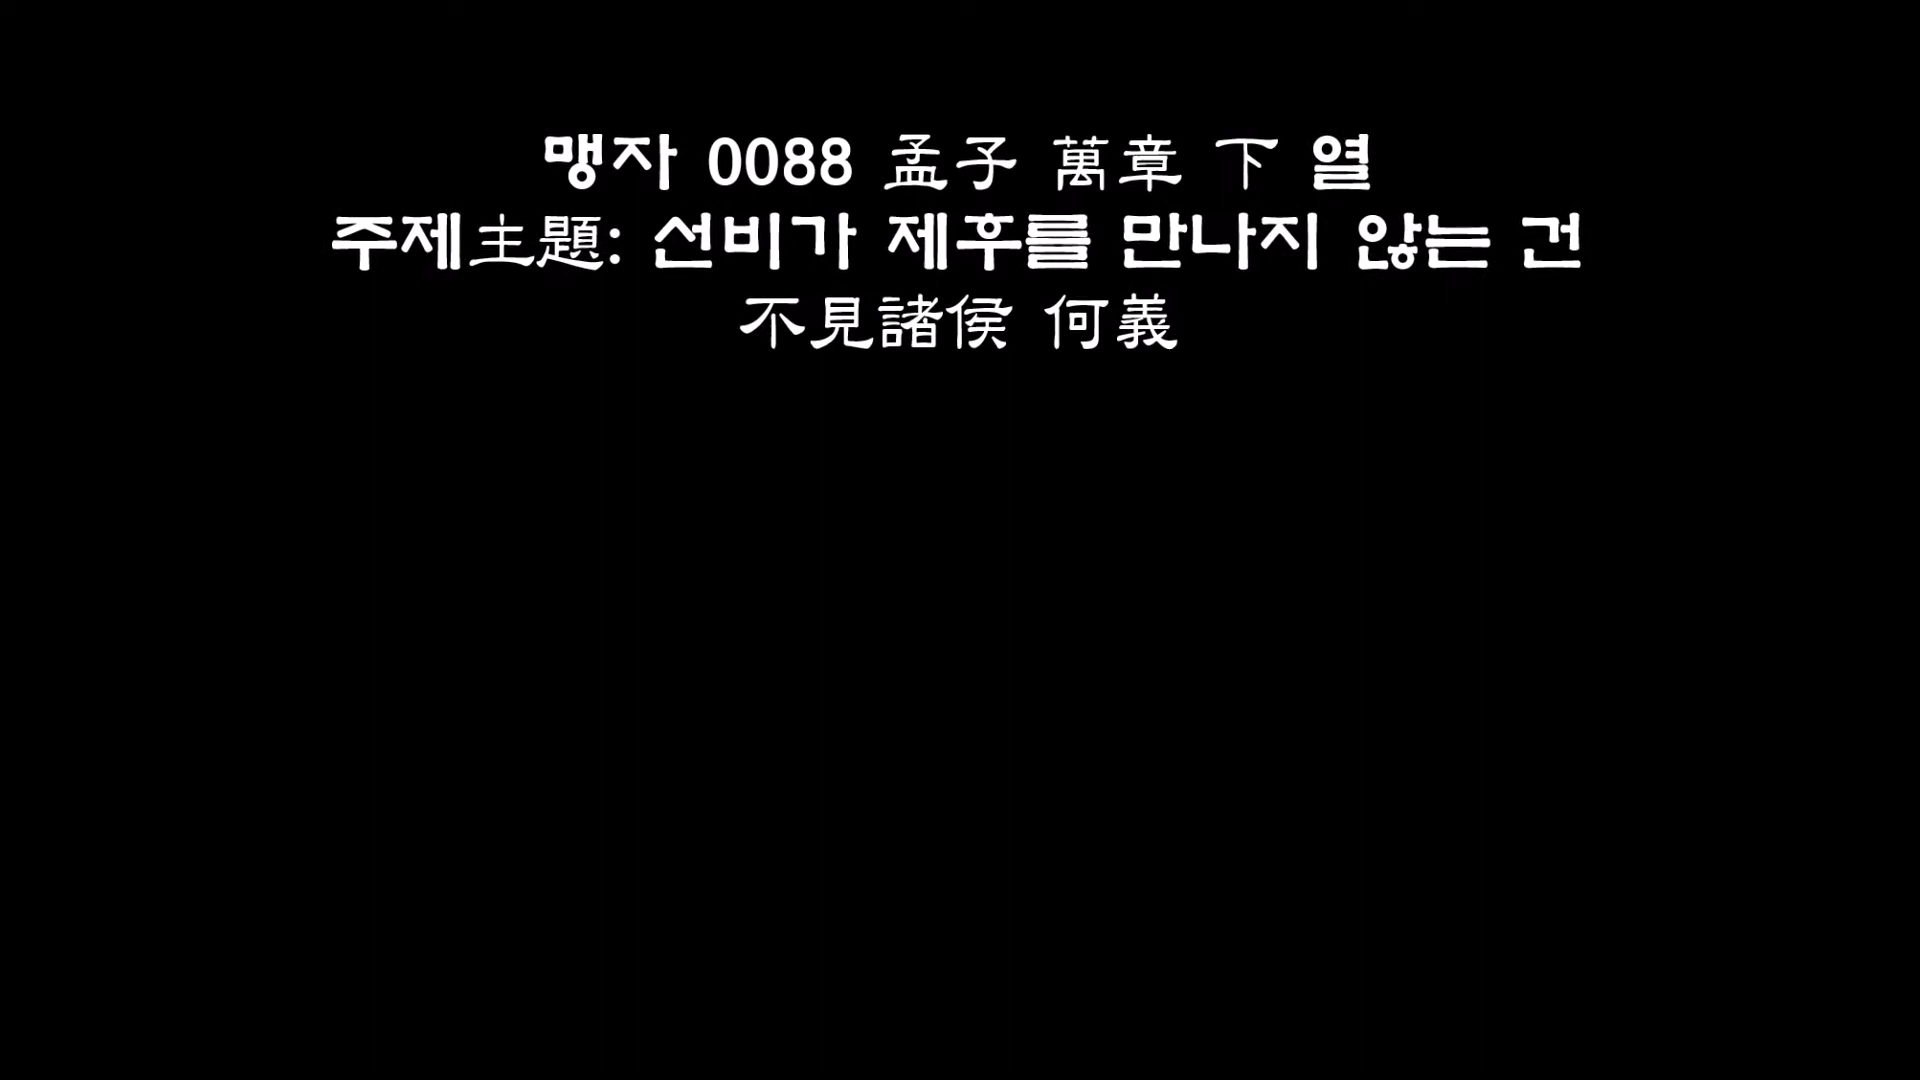 맹자 0088 孟子 萬章 下 열
주제主題: 선비가 제후를 만나지 않는 건
不見諸侯 何義